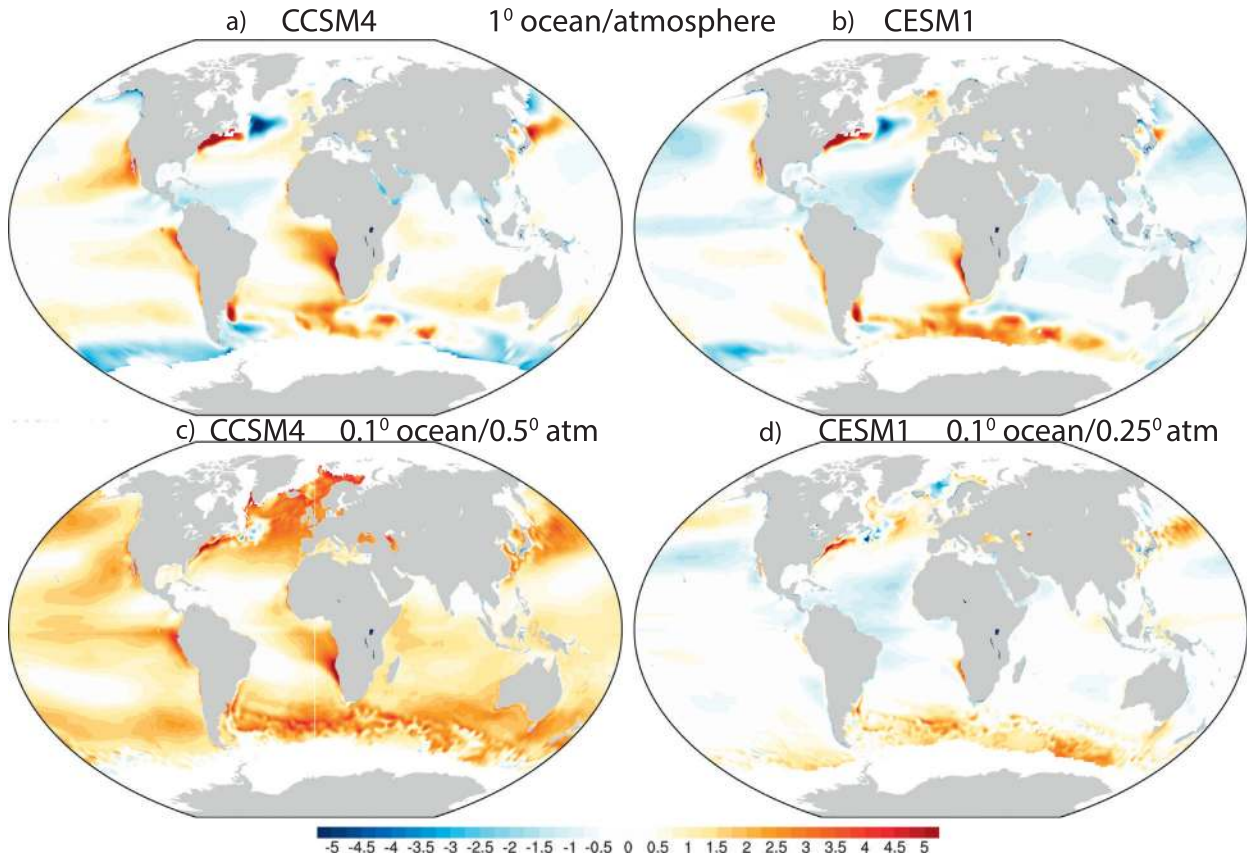 a) CCSM4 1⁰ ocean/atmosphere b) CESM1
c) CCSM4 0.1⁰ ocean/0.5⁰ atm d) CESM1 0.1⁰ ocean/0.25⁰ atm
-5 -4.5 -4 -3.5 -3 -2.5 -2 -1.5 -1 -0.5 0 0.5 1 1.5 2 2.5 3 3.5 4 4.5 5